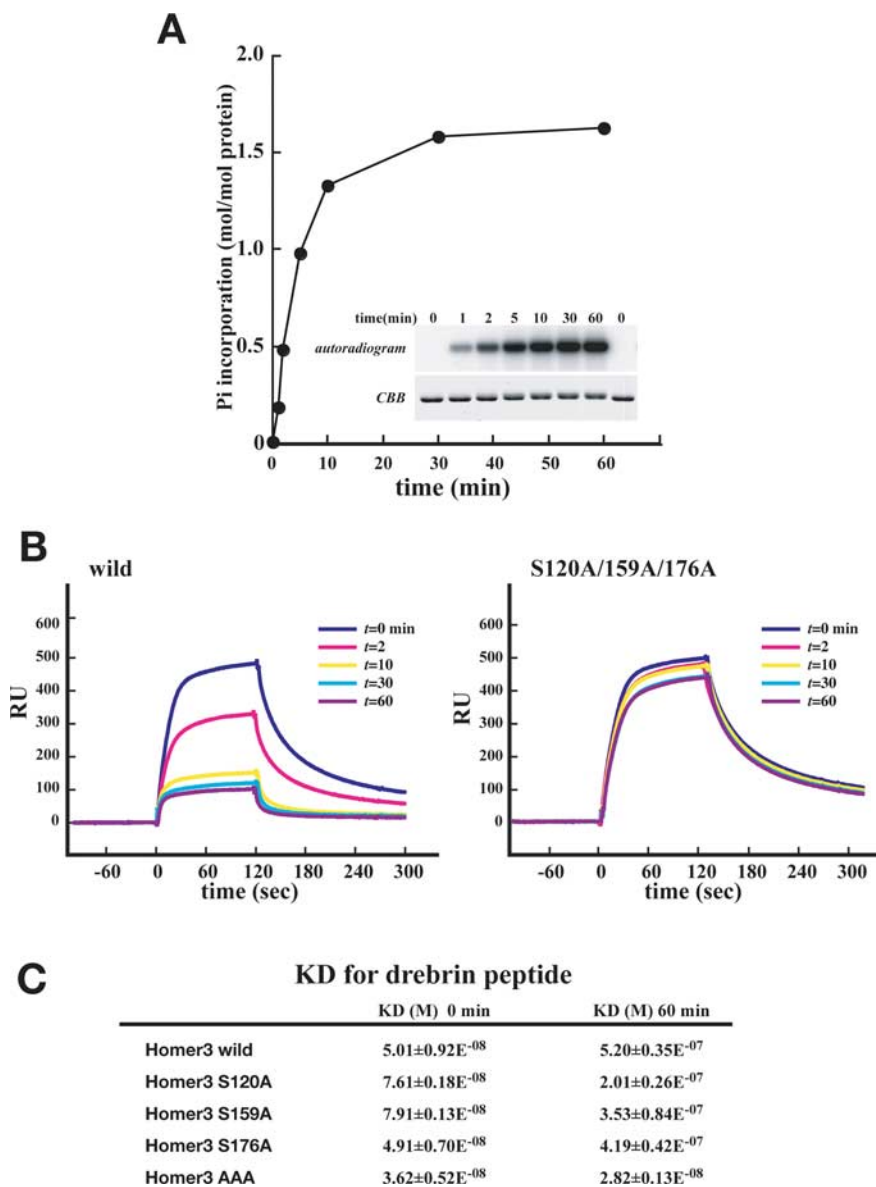 A
2.0
1.5
1.0
0.5
0
Pi incorporation (mol/mol protein)
0 10 20 30 40 50 60
time (min)
time(min) 0 1 2 5 10 30 60 0
autoradiogram
CBB
B
wild
600
500
400
300
200
100
0
RU
t=0 min
t=2
t=10
t=30
t=60
-60 0 60 120 180 240 300
time (sec)
S120A/159A/176A
600
500
400
300
200
100
0
RU
t=0 min
t=2
t=10
t=30
t=60
-60 0 60 120 180 240 300
time (sec)
C
KD for drebrin peptide
KD (M) 0 min KD (M) 60 min
Homer3 wild 5.01±0.92E-08 5.20±0.35E-07
Homer3 S120A 7.61±0.18E-08 2.01±0.26E-07
Homer3 S159A 7.91±0.13E-08 3.53±0.84E-07
Homer3 S176A 4.91±0.70E-08 4.19±0.42E-07
Homer3 AAA 3.62±0.52E-08 2.82±0.13E-08